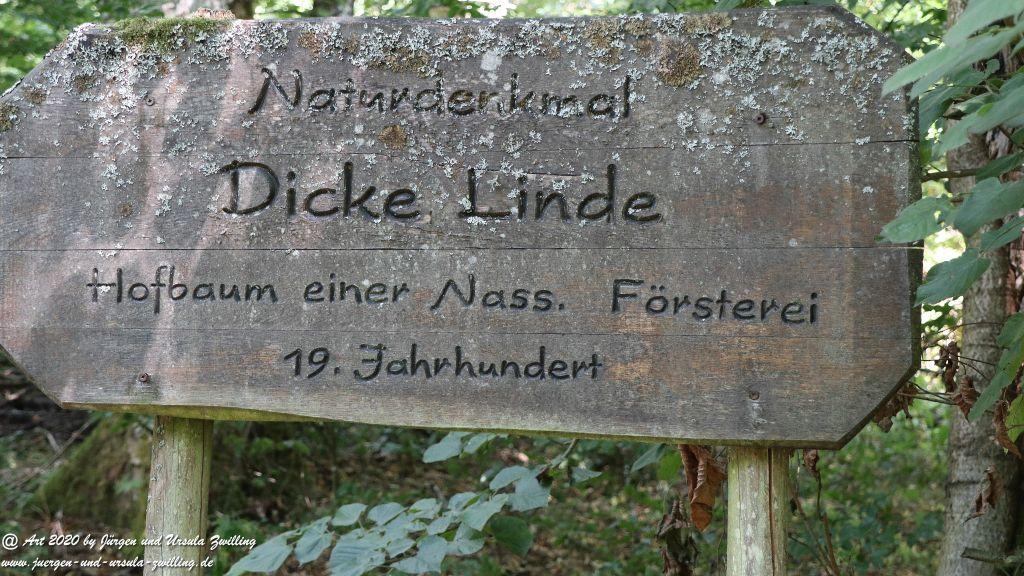 Naturdenkmal
Dicke Linde
Hofbaum einer Nass. Försterei
19. Jahrhundert
@ Art 2020 by Jürgen und Ursula Zwilling
www.juergen-und-ursula-zwilling.de